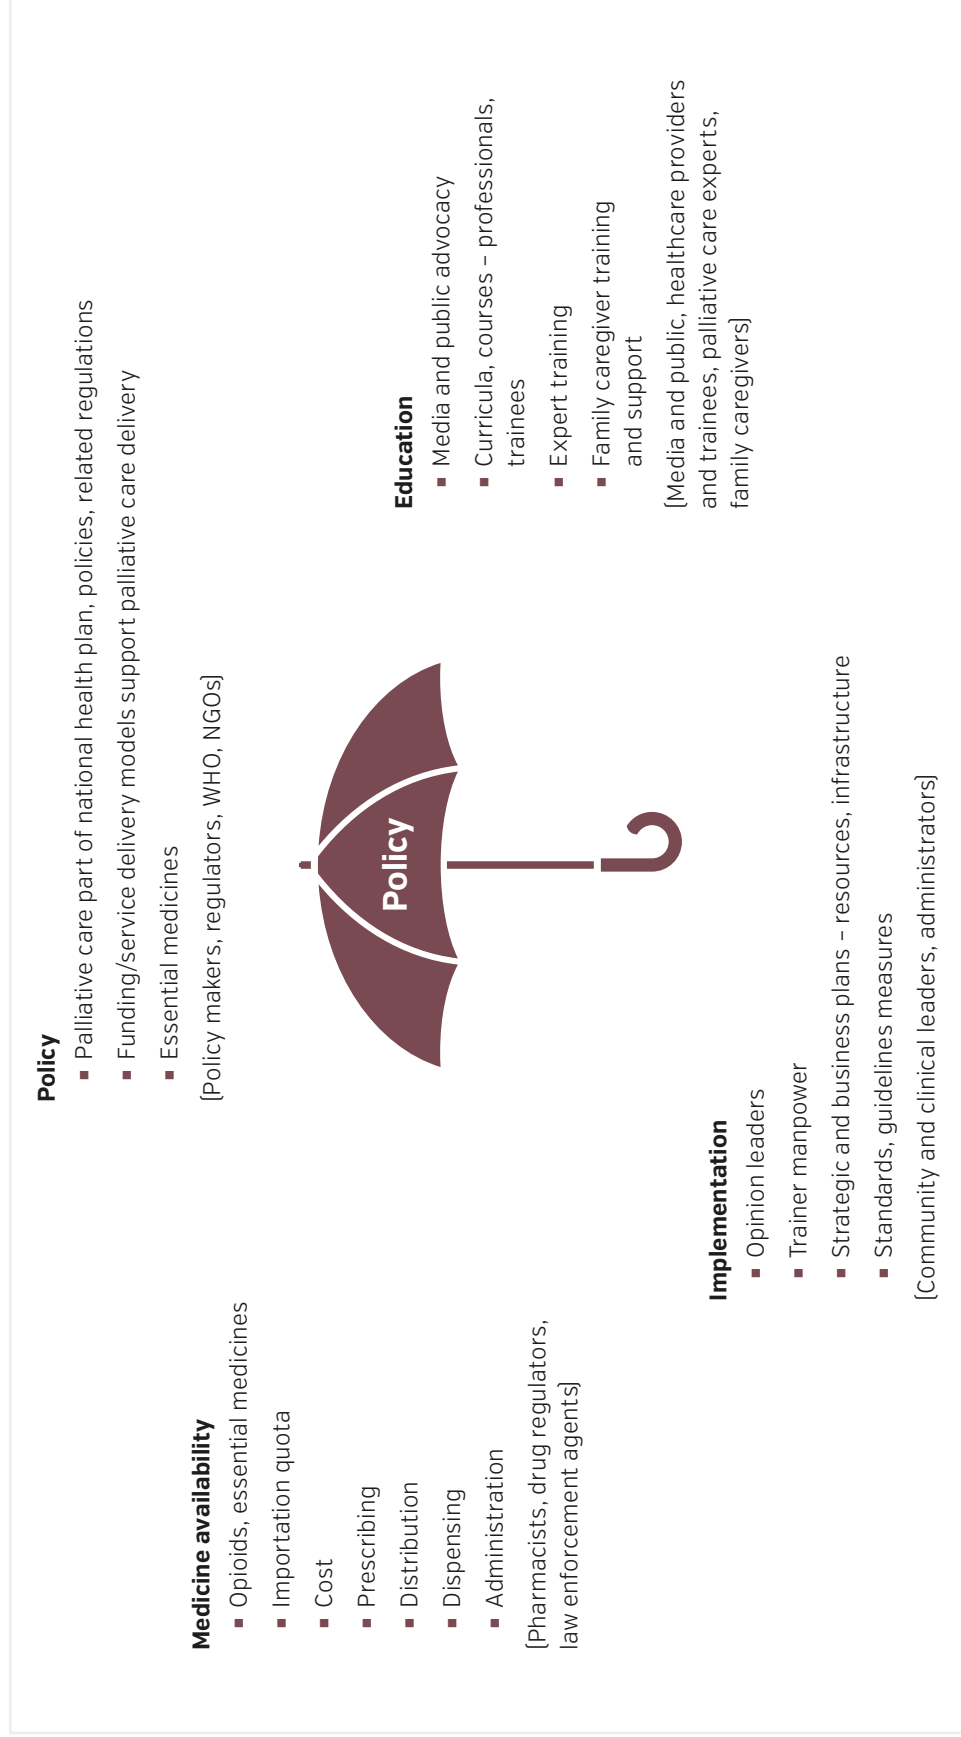 Policy
▪ Palliative care part of national health plan, policies, related regulations
▪ Funding/service delivery models support palliative care delivery
▪ Essential medicines
(Policy makers, regulators, WHO, NGOs)
Medicine availability
▪ Opioids, essential medicines
▪ Importation quota
▪ Cost
▪ Prescribing
▪ Distribution
▪ Dispensing
▪ Administration
(Pharmacists, drug regulators,
law enforcement agents)
Policy
Education
▪ Media and public advocacy
▪ Curricula, courses – professionals,
trainees
▪ Expert training
▪ Family caregiver training
and support
(Media and public, healthcare providers
and trainees, palliative care experts,
family caregivers)
Implementation
▪ Opinion leaders
▪ Trainer manpower
▪ Strategic and business plans – resources, infrastructure
▪ Standards, guidelines measures
(Community and clinical leaders, administrators)